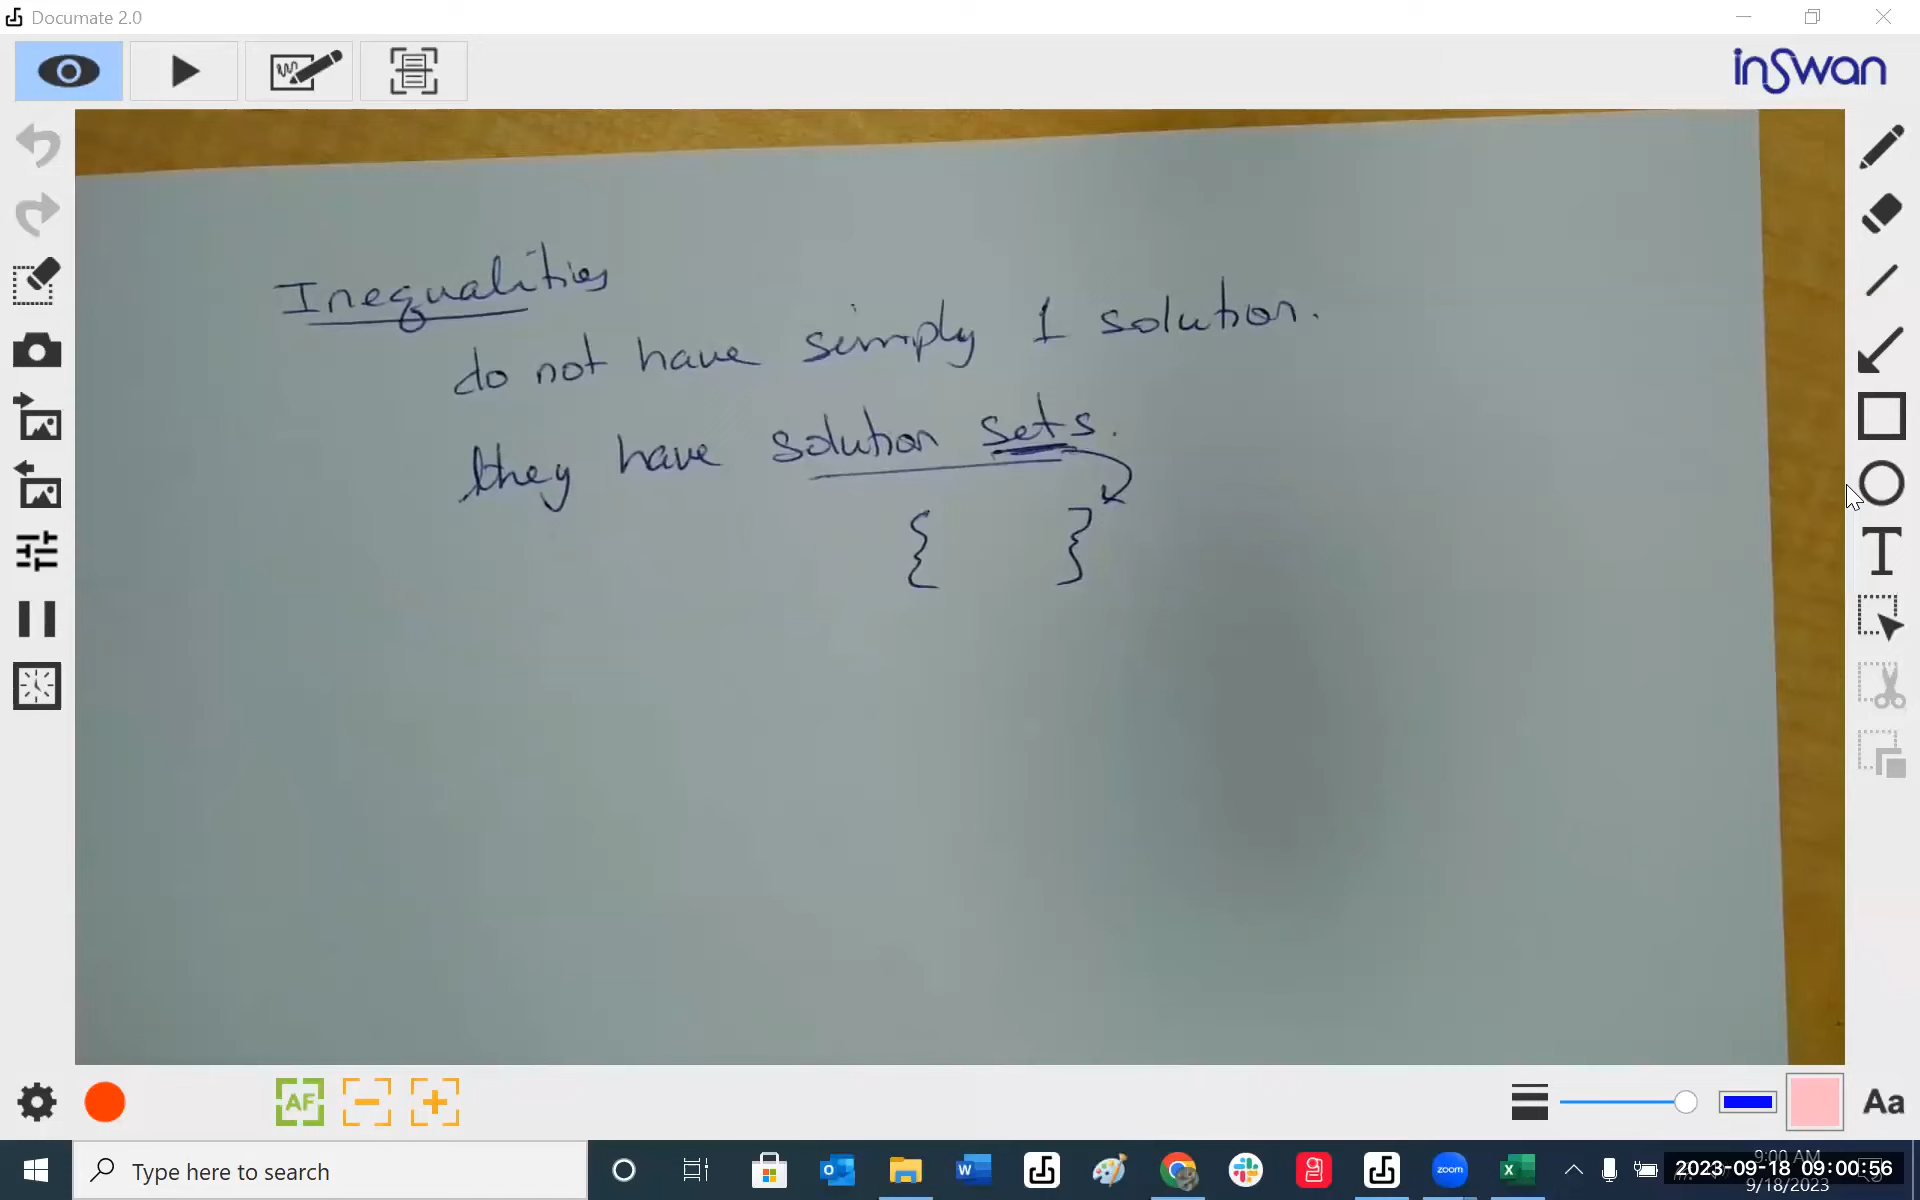 Documate 2.0
inSwan
Inequalities
do not have simply 1 solution.
they have solution sets.
{ }
AF
Aa
Type here to search
zoom
9:00 AM
2023-09-18 09:00:56
9/18/2023